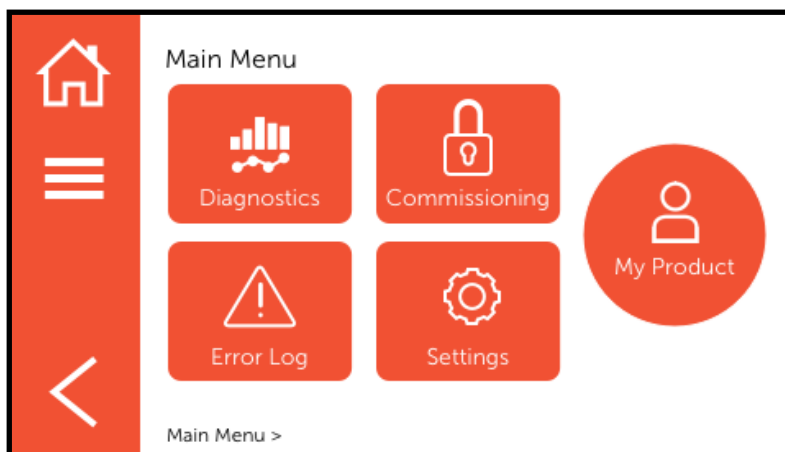 Main Menu
Diagnostics
Commissioning
My Product
Error Log
Settings
Main Menu >